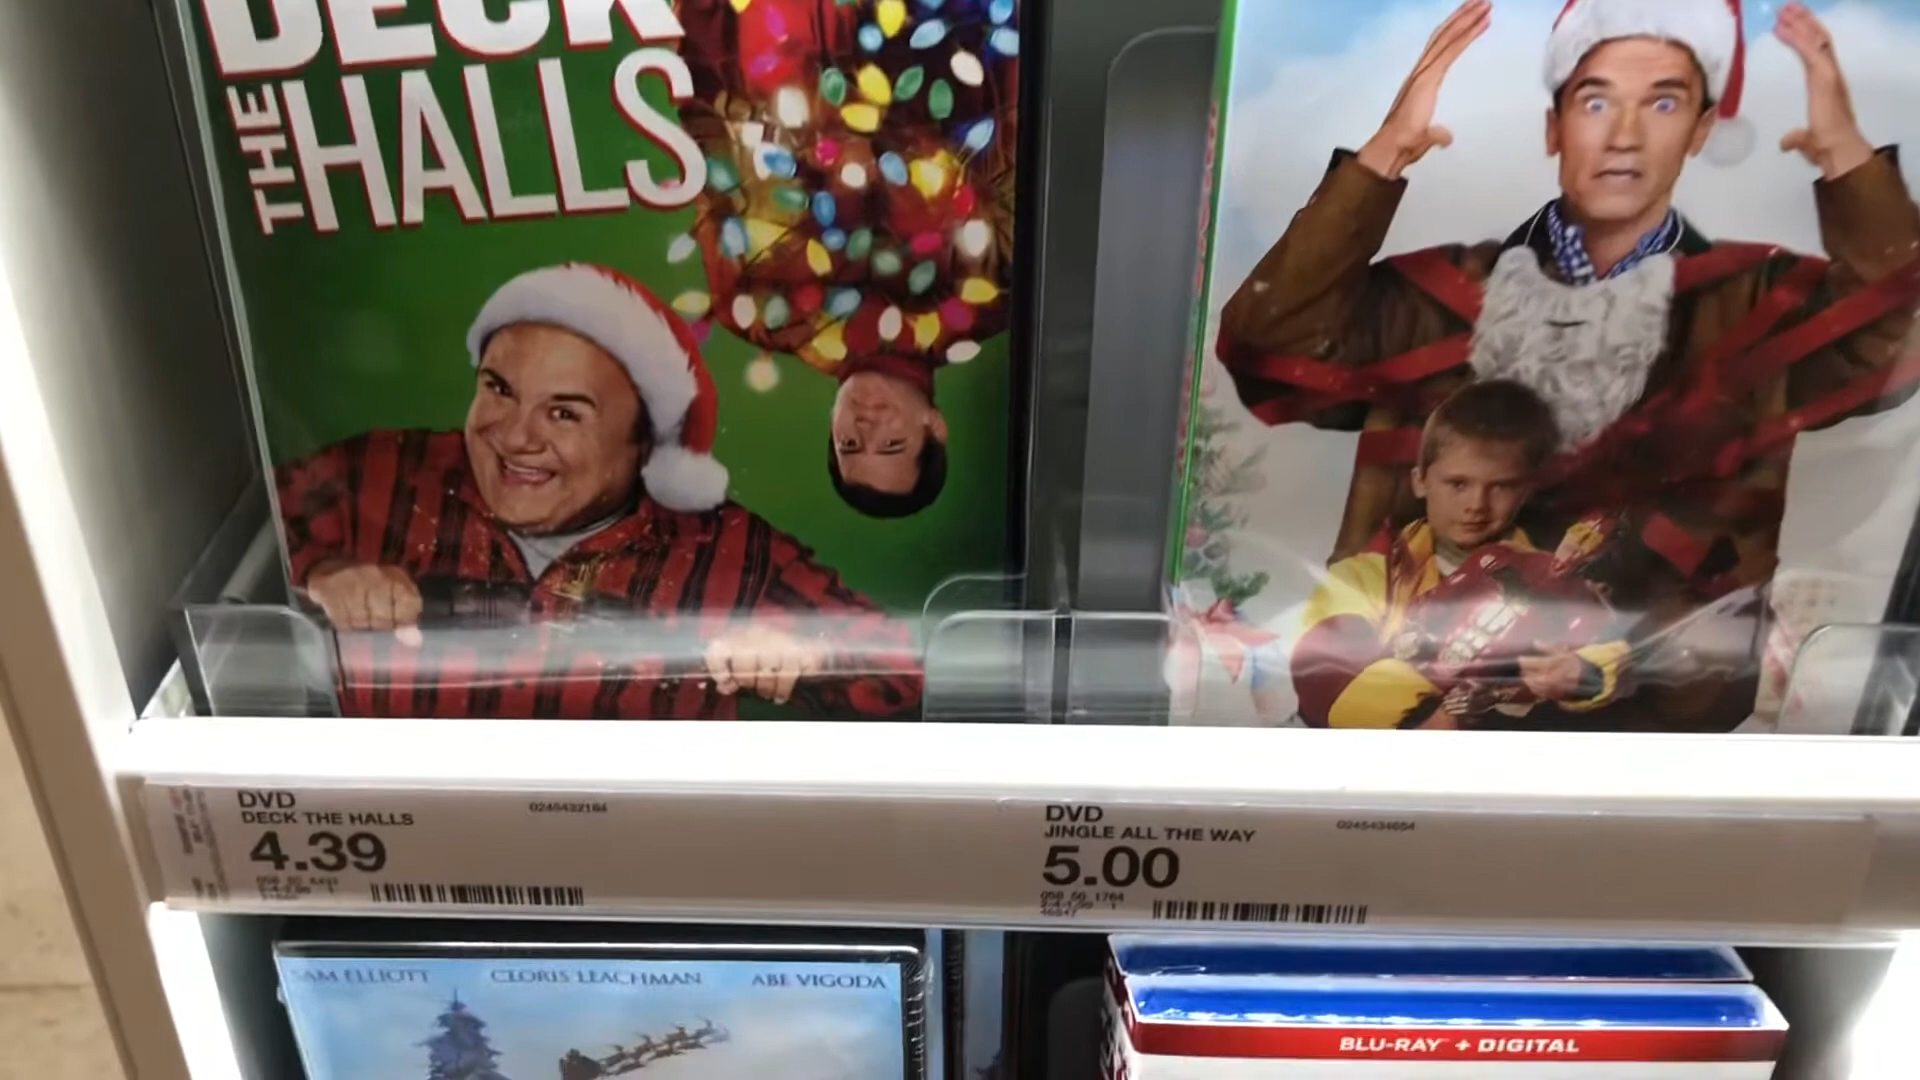 DECK
THE HALLS
DVD
DECK THE HALLS
4.39
DVD
JINGLE ALL THE WAY
5.00
SAM ELLIOTT CLORIS LEACHMAN ABE VIGODA
BLU-RAY + DIGITAL